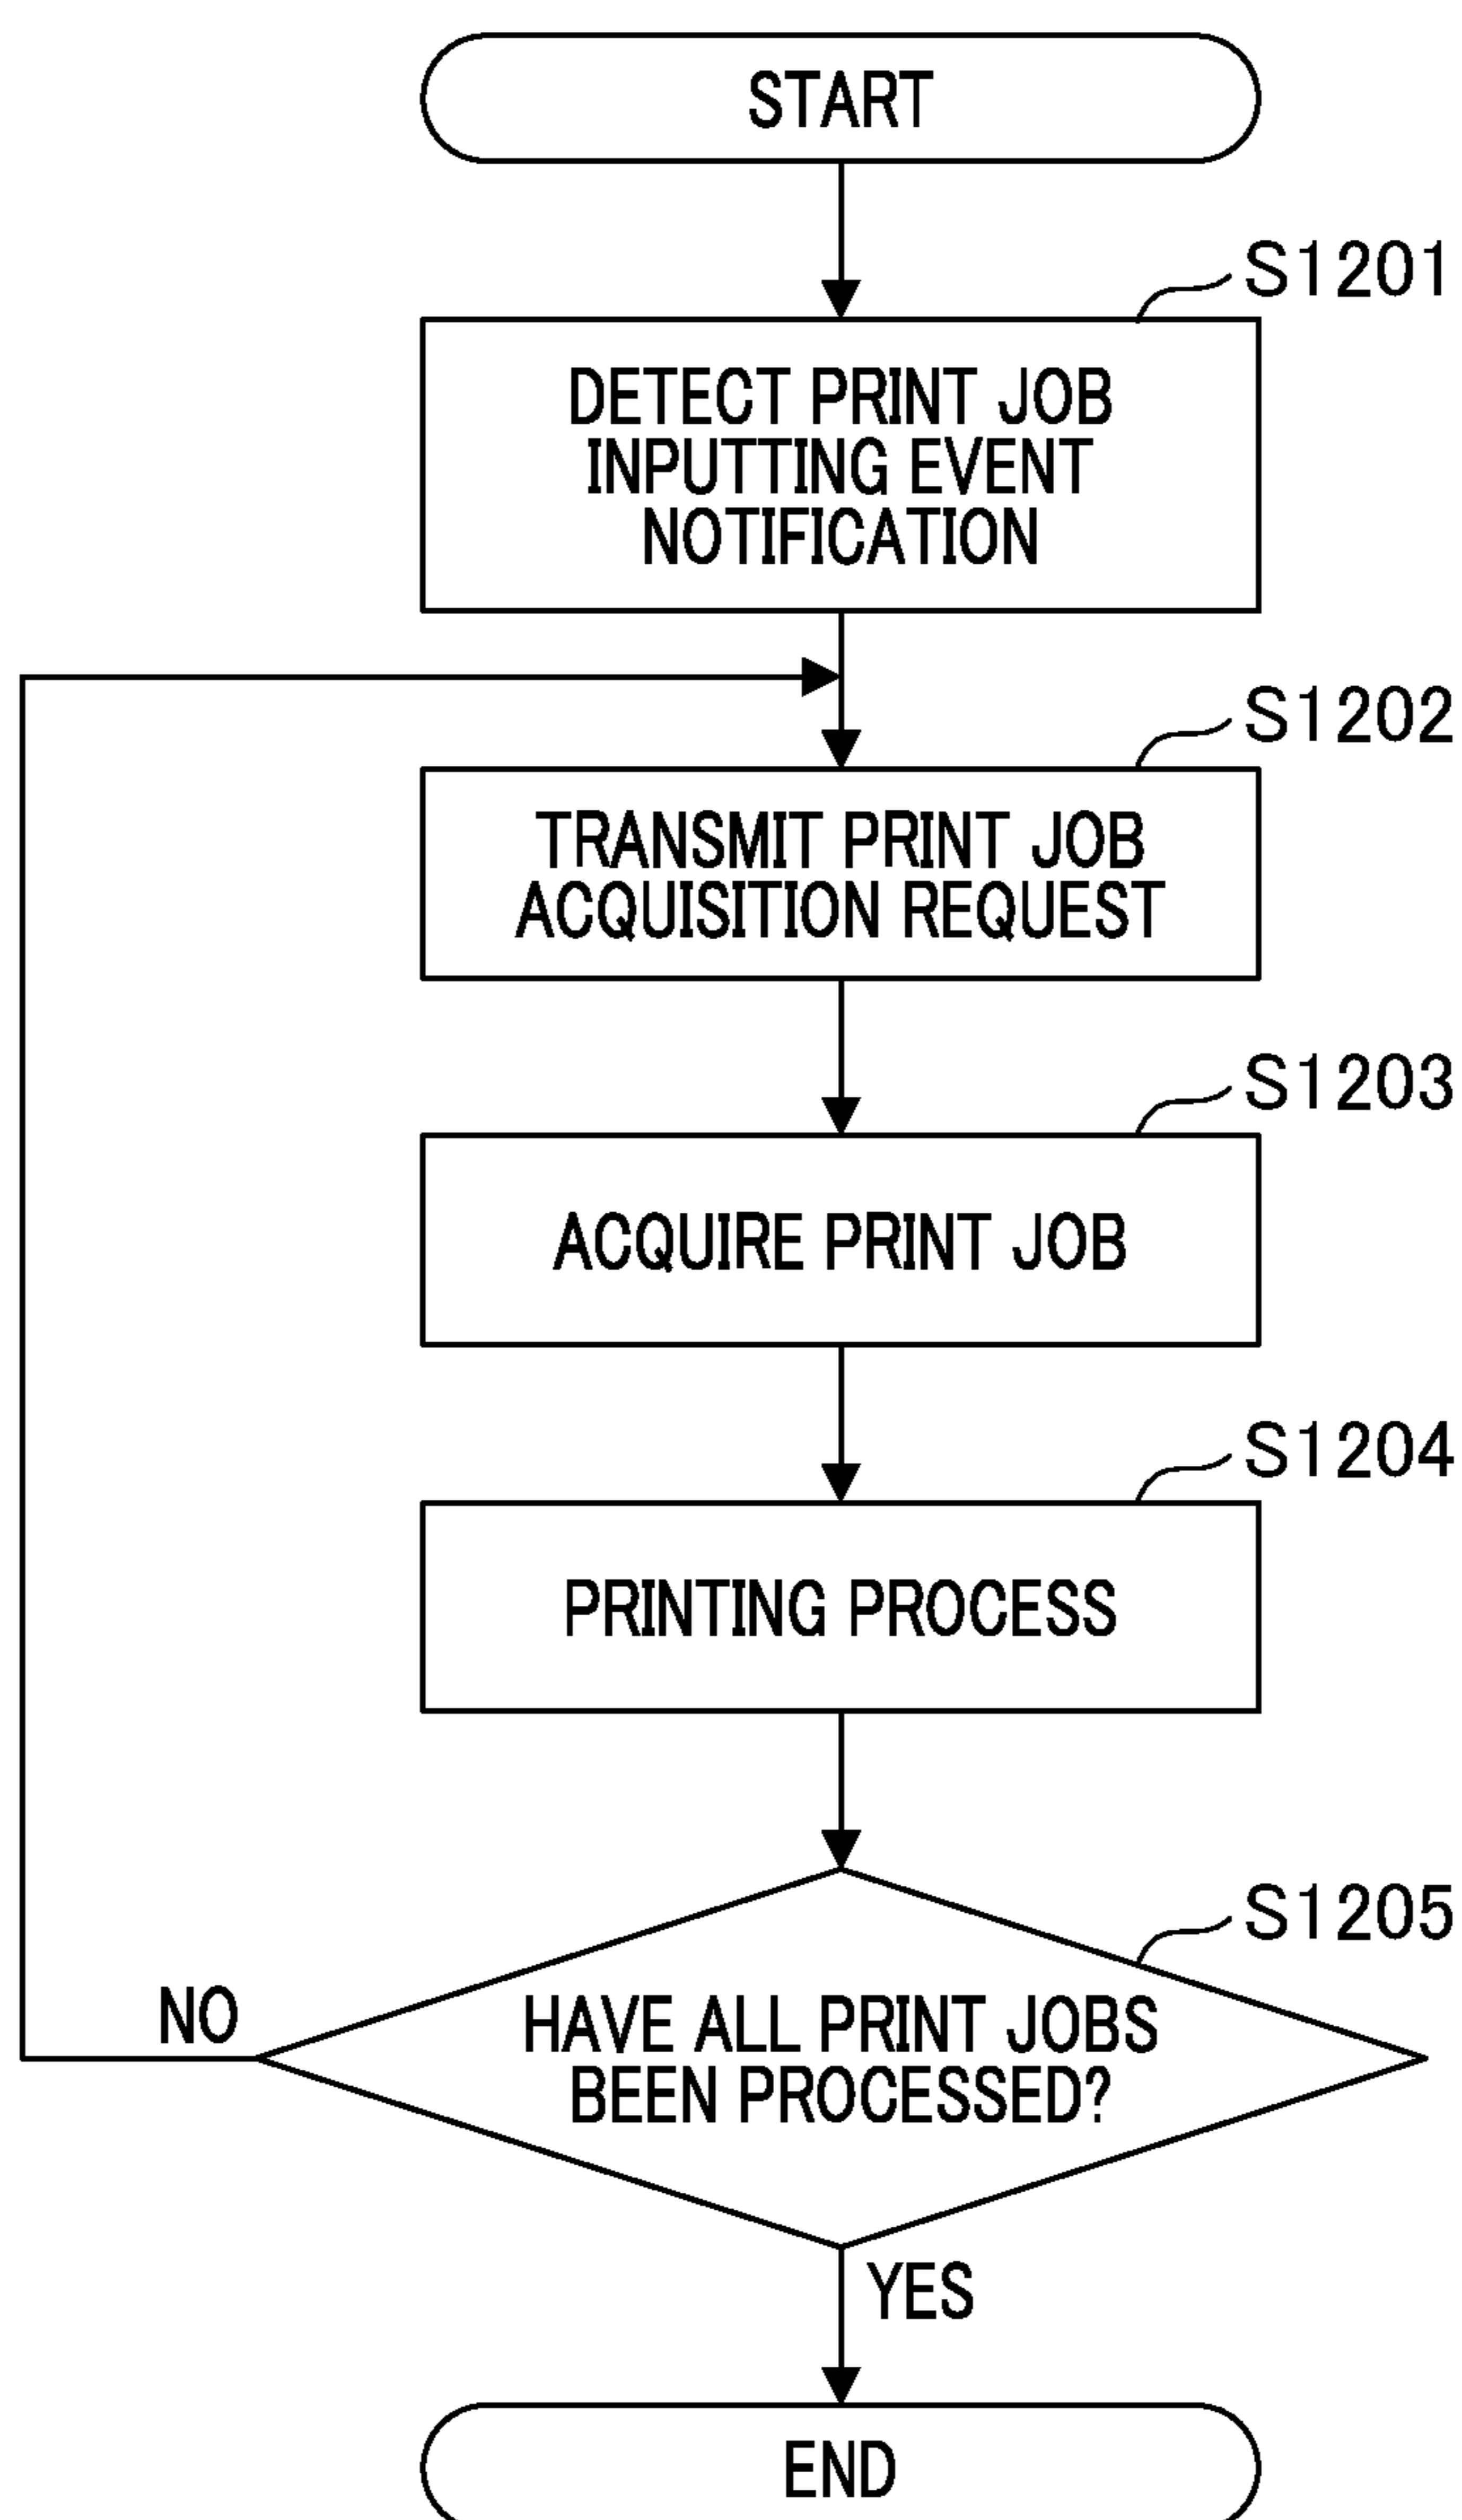 START
S1201
DETECT PRINT JOB
INPUTTING EVENT
NOTIFICATION
S1202
TRANSMIT PRINT JOB
ACQUISITION REQUEST
S1203
ACQUIRE PRINT JOB
S1204
PRINTING PROCESS
S1205
NO
HAVE ALL PRINT JOBS
BEEN PROCESSED?
YES
END